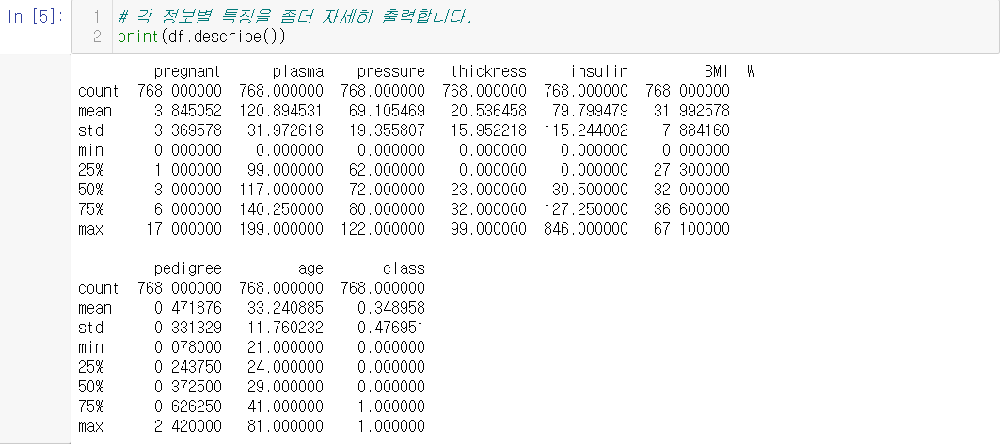 In [5]:
1 # 각 정보별 특징을 좀더 자세히 출력합니다.
2 print(df.describe())
pregnant plasma pressure thickness insulin BMI ₩
count 768.000000 768.000000 768.000000 768.000000 768.000000 768.000000
mean 3.845052 120.894531 69.105469 20.536458 79.799479 31.992578
std 3.369578 31.972618 19.355807 15.952218 115.244002 7.884160
min 0.000000 0.000000 0.000000 0.000000 0.000000 0.000000
25% 1.000000 99.000000 62.000000 0.000000 0.000000 27.300000
50% 3.000000 117.000000 72.000000 23.000000 30.500000 32.000000
75% 6.000000 140.250000 80.000000 32.000000 127.250000 36.600000
max 17.000000 199.000000 122.000000 99.000000 846.000000 67.100000
pedigree age class
count 768.000000 768.000000 768.000000
mean 0.471876 33.240885 0.348958
std 0.331329 11.760232 0.476951
min 0.078000 21.000000 0.000000
25% 0.243750 24.000000 0.000000
50% 0.372500 29.000000 0.000000
75% 0.626250 41.000000 1.000000
max 2.420000 81.000000 1.000000